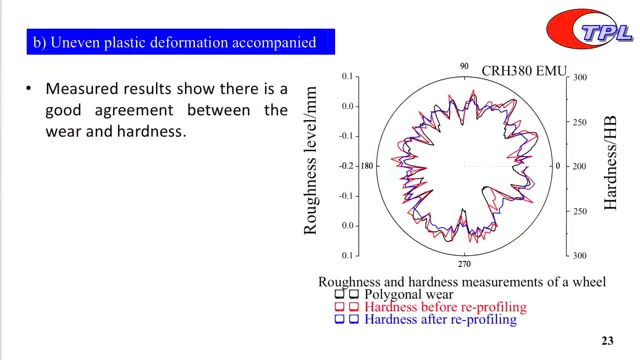 b) Uneven plastic deformation accompanied
TPL
• Measured results show there is a
good agreement between the
wear and hardness.
90
CRH380 EMU
0.1
0.0
-0.1
-0.2
-0.1
0.0
0.1
Roughness level/mm
180
0
270
300
250
200
250
300
Hardness/HB
Roughness and hardness measurements of a wheel
Polygonal wear
Hardness before re-profiling
Hardness after re-profiling
23